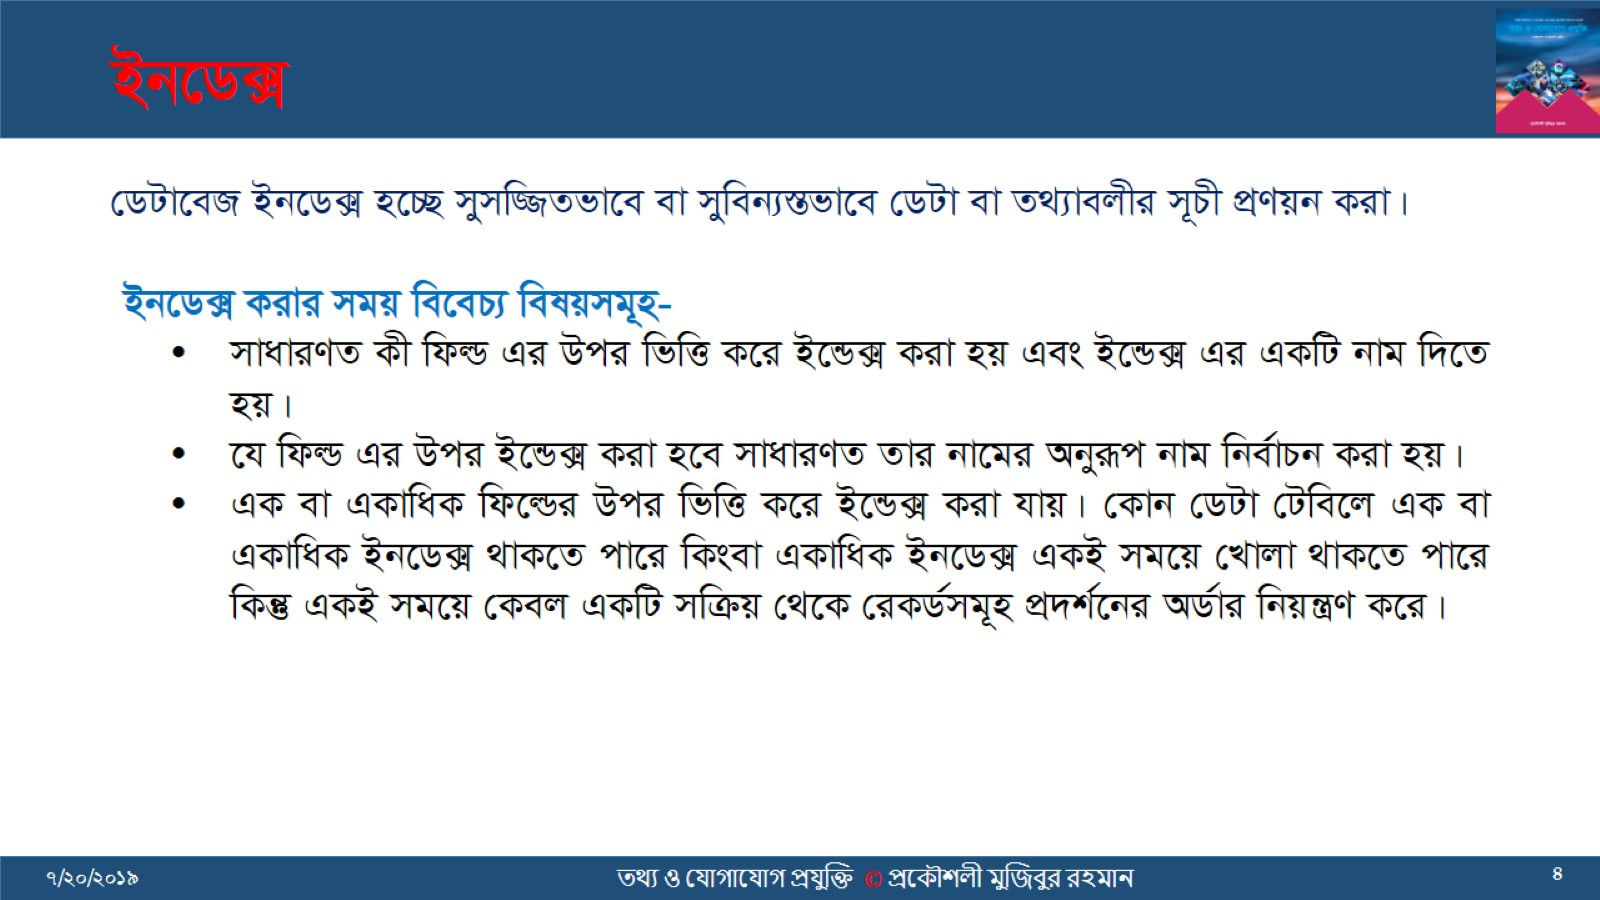 ইনডেক্স
তথ্য ও যোগাযোগ প্রযুক্তি
ডেটাবেজ ইনডেক্স হচ্ছে সুসজ্জিতভাবে বা সুবিন্যস্তভাবে ডেটা বা তথ্যাবলীর সূচী প্রণয়ন করা।
ইনডেক্স করার সময় বিবেচ্য বিষয়সমূহ-
• সাধারণত কী ফিল্ড এর উপর ভিত্তি করে ইন্ডেক্স করা হয় এবং ইন্ডেক্স এর একটি নাম দিতে
হয়।
• যে ফিল্ড এর উপর ইন্ডেক্স করা হবে সাধারণত তার নামের অনুরূপ নাম নির্বাচন করা হয়।
• এক বা একাধিক ফিল্ডের উপর ভিত্তি করে ইন্ডেক্স করা যায়। কোন ডেটা টেবিলে এক বা
একাধিক ইনডেক্স থাকতে পারে কিংবা একাধিক ইনডেক্স একই সময়ে খোলা থাকতে পারে
কিন্তু একই সময়ে কেবল একটি সক্রিয় থেকে রেকর্ডসমূহ প্রদর্শনের অর্ডার নিয়ন্ত্রণ করে।
৭/২০/২০১৯
তথ্য ও যোগাযোগ প্রযুক্তি © প্রকৌশলী মুজিবুর রহমান
৪